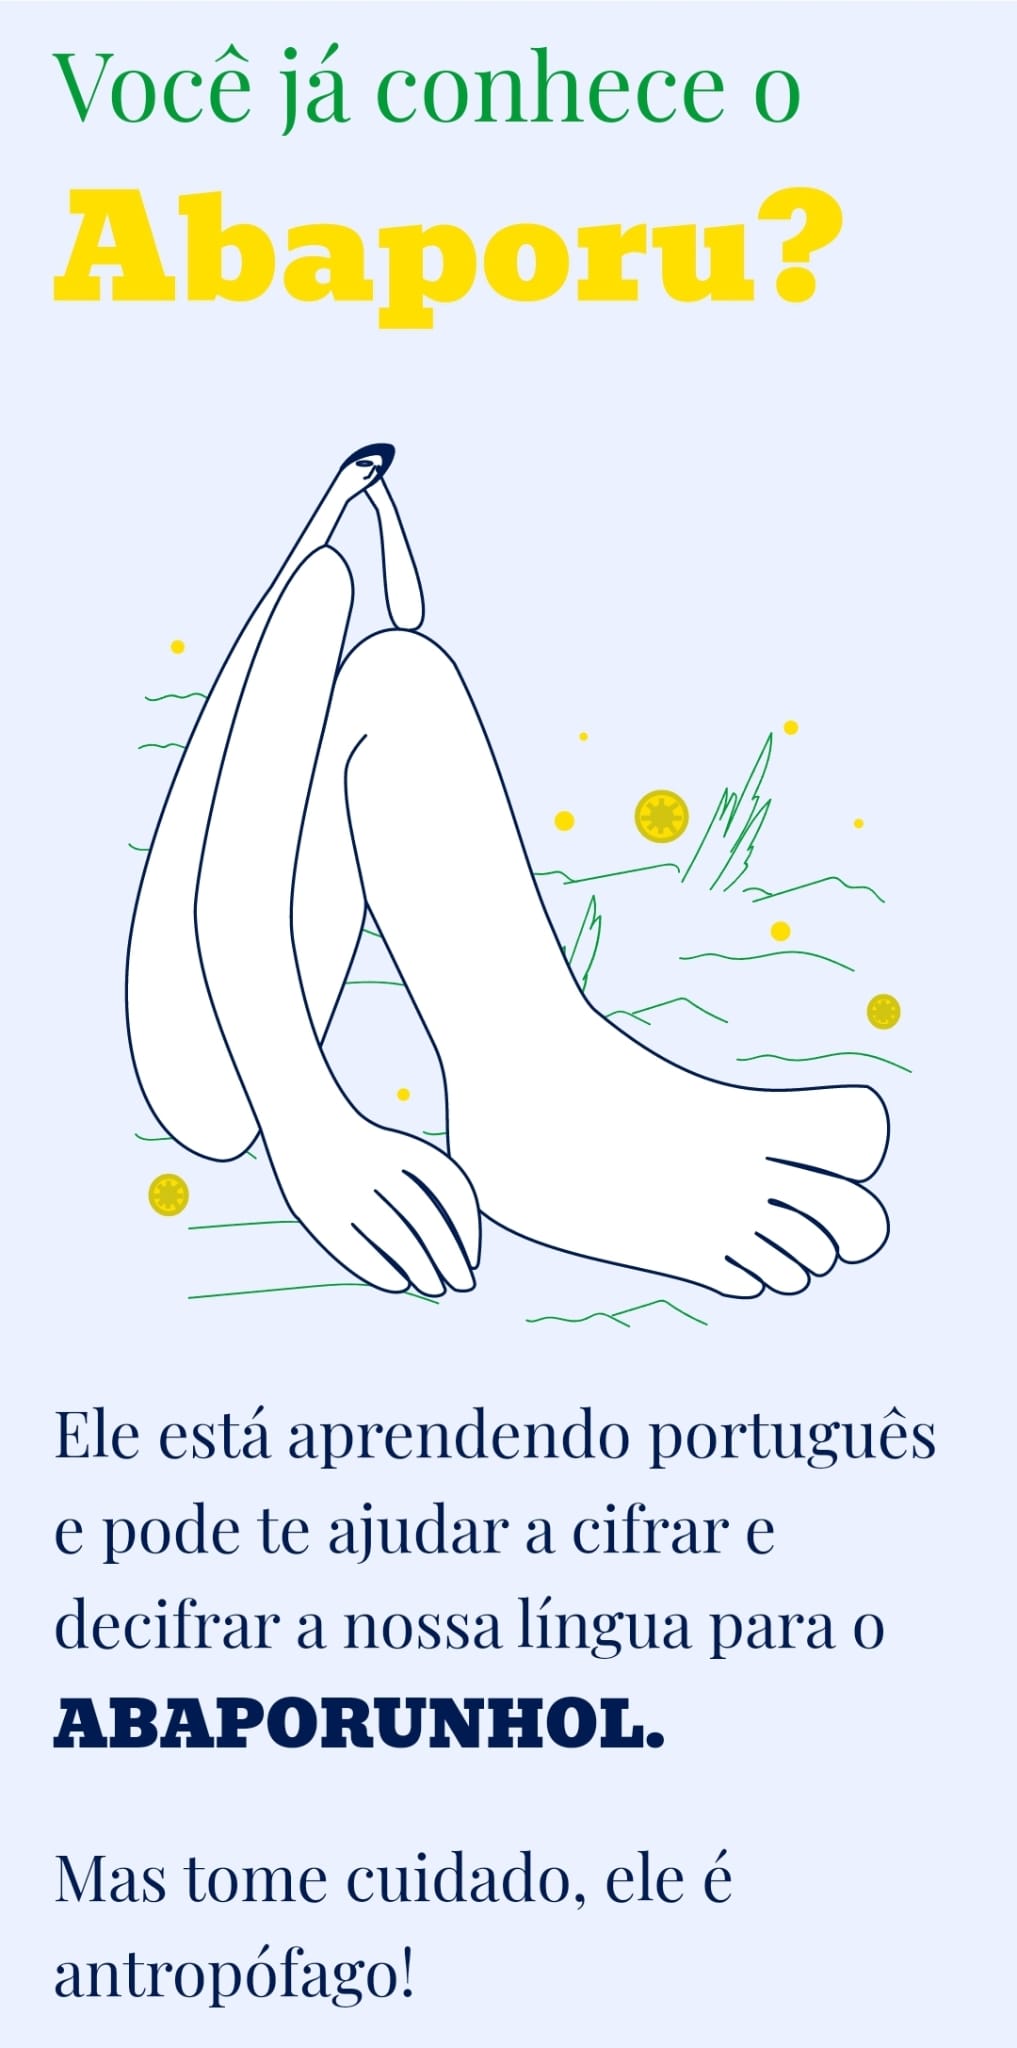 Você já conhece o
Abaporu?
Ele está aprendendo português
e pode te ajudar a cifrar e
decifrar a nossa língua para o
ABAPORUNHOL.
Mas tome cuidado, ele é
antropófago!